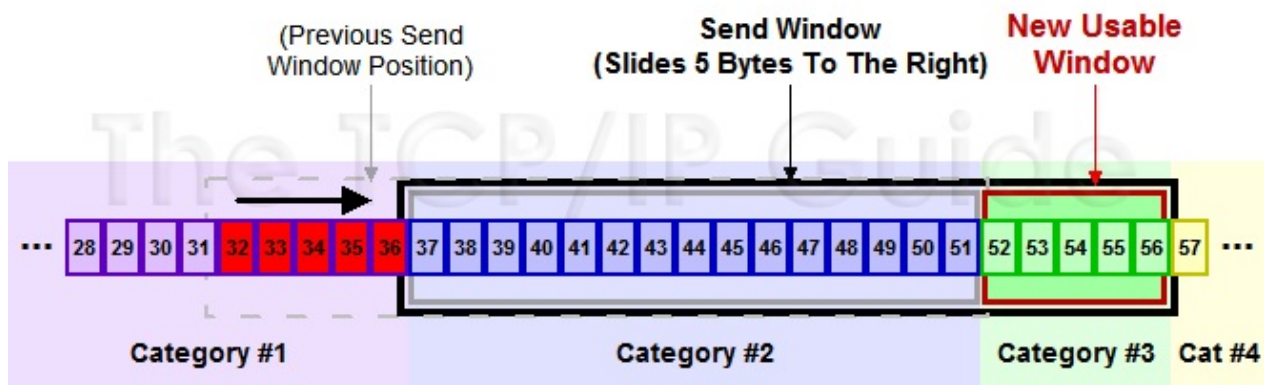 (Previous Send
Window Position)
Send Window
(Slides 5 Bytes To The Right)
New Usable
Window
The TCP/IP Guide
... 28 29 30 31 32 33 34 35 36 37 38 39 40 41 42 43 44 45 46 47 48 49 50 51 52 53 54 55 56 57 ...
Category #1 Category #2 Category #3 Cat #4